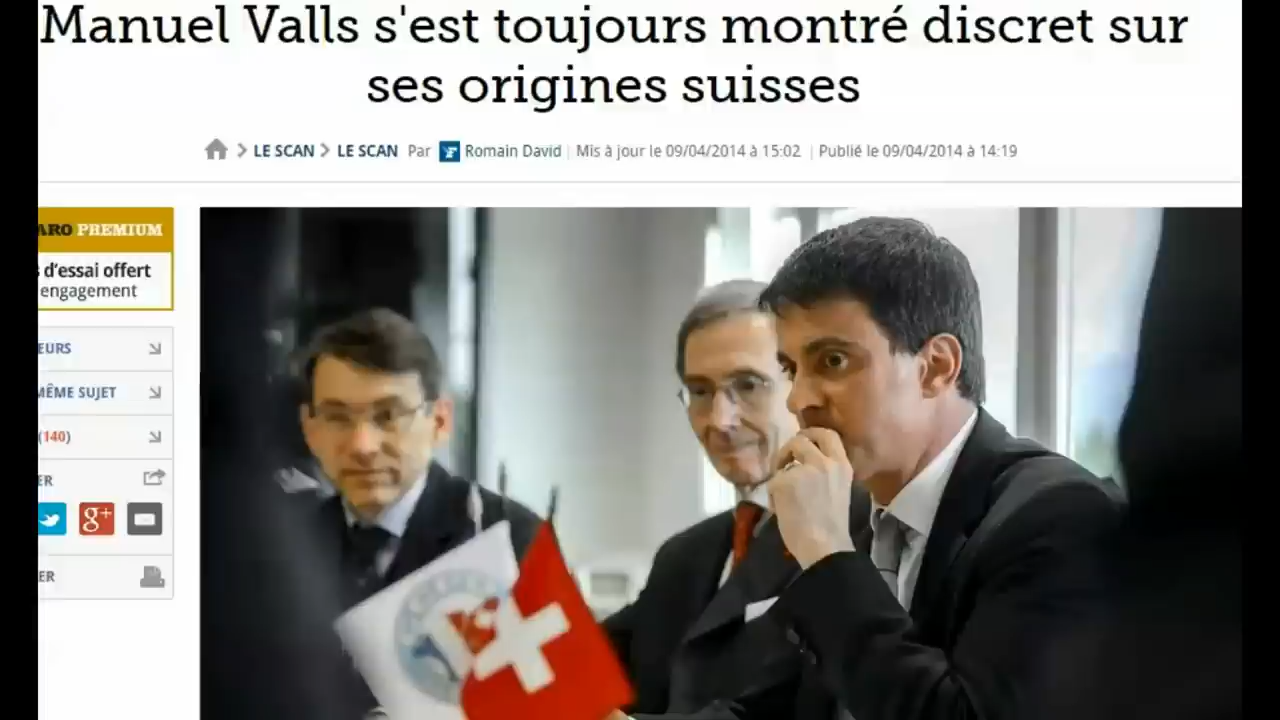 Manuel Valls s'est toujours montré discret sur
ses origines suisses
LE SCAN LE SCAN Par Romain David Mis à jour le 09/04/2014 à 15:02 Publié le 09/04/2014 à 14:19
ARO PREMIUM
s d'essai offert
engagement
EURS
MÊME SUJET
(140)
ER
g+
ER